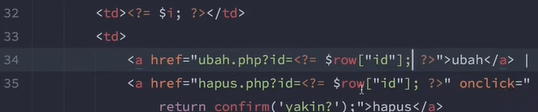 32 <td><?= $i; ?></td>
33 <td>
34 <a href="ubah.php?id=<?= $row["id"]; ?>">ubah</a> |
35 <a href="hapus.php?id=<?= $row["id"]; ?>" onclick="
return confirm('yakin?');">hapus</a>